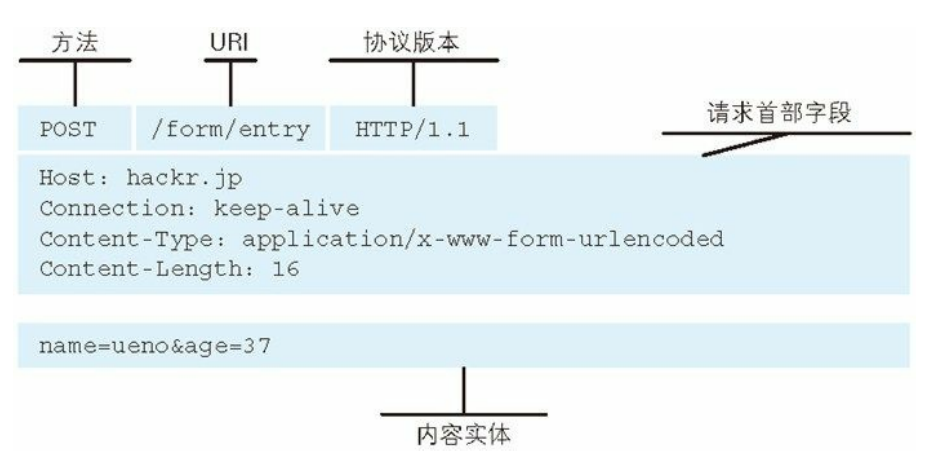 方法 URI 协议版本
请求首部字段
POST /form/entry HTTP/1.1
Host: hackr.jp
Connection: keep-alive
Content-Type: application/x-www-form-urlencoded
Content-Length: 16
name=ueno&age=37
内容实体